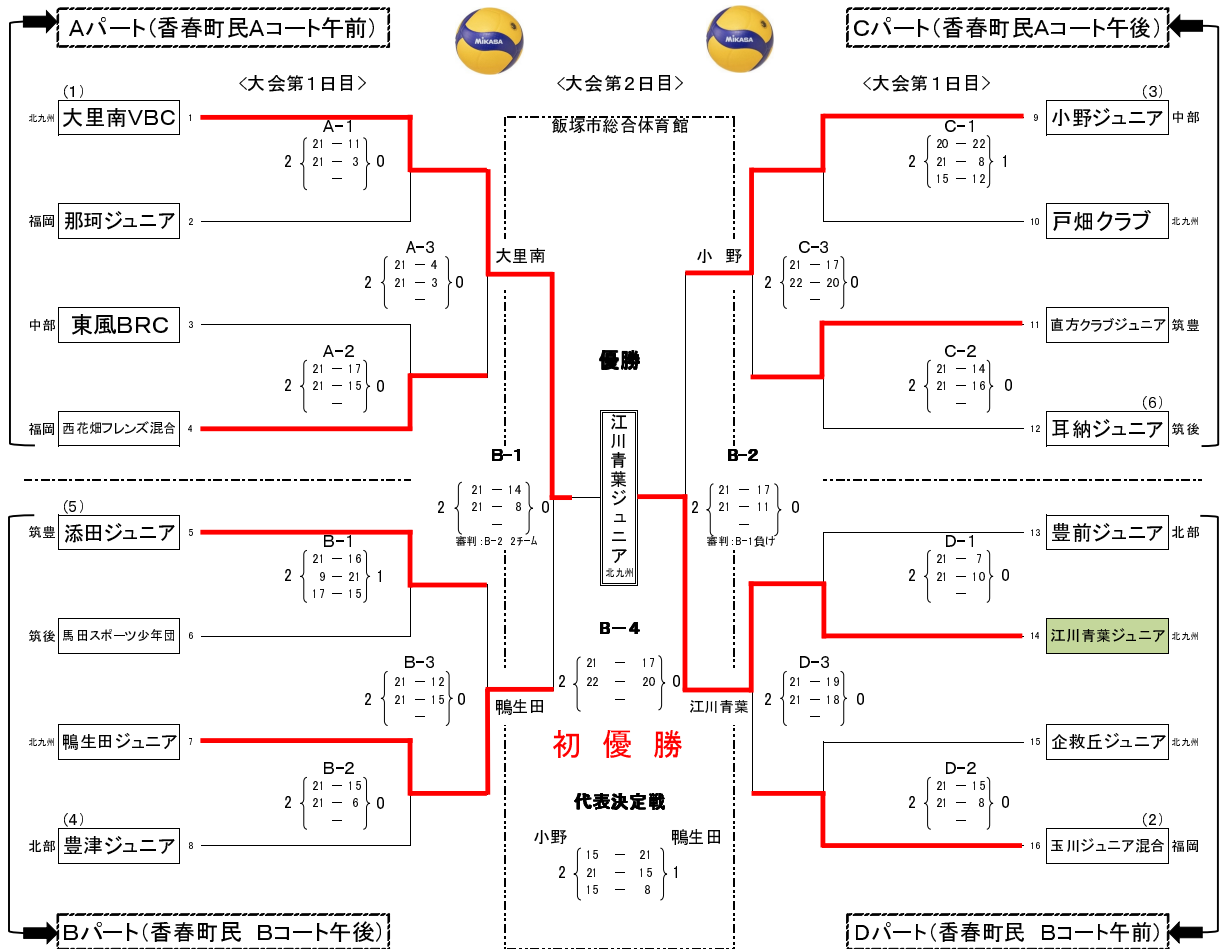 Aパート(香春町民Aコート午前)
Cパート(香春町民Aコート午後)
MIKASA
MIKASA
<大会第1日目>
<大会第2日目>
<大会第1日目>
飯塚市総合体育館
(1)
北九州 大里南VBC 1
A-1
2 21 － 11 0
21 － 3
－
福岡 那珂ジュニア 2
A-3
2 21 － 4 0
21 － 3
－
大里南
中部 東風BRC 3
A-2
2 21 － 17 0
21 － 15
－
福岡 西花畑フレンズ混合 4
(3)
9 小野ジュニア 中部
C-1
2 20 － 22 1
21 － 8
15 － 12
10 戸畑クラブ 北九州
小 野
C-3
2 21 － 17 0
22 － 20
－
11 直方クラブジュニア 筑豊
C-2
2 21 － 14 0
21 － 16
－
(6)
12 耳納ジュニア 筑後
優勝
江川青葉ジュニア
北九州
B-1
2 21 － 14 0
21 － 8
－
審判:B-2 2チーム
B-2
2 21 － 17 0
21 － 11
－
審判:B-1負け
(5)
筑豊 添田ジュニア 5
B-1
2 21 － 16 1
9 － 21
17 － 15
筑後 馬田スポーツ少年団 6
B-3
2 21 － 12 0
21 － 15
－
鴨生田
北九州 鴨生田ジュニア 7
B-2
2 21 － 15 0
21 － 6
－
(4)
北部 豊津ジュニア 8
13 豊前ジュニア 北部
D-1
2 21 － 7 0
21 － 10
－
14 江川青葉ジュニア 北九州
D-3
2 21 － 19 0
21 － 18
－
江川青葉
15 企救丘ジュニア 北九州
D-2
2 21 － 15 0
21 － 8
－
(2)
16 玉川ジュニア混合 福岡
B－4
2 21 － 17 0
22 － 20
－
初 優 勝
代表決定戦
小野 鴨生田
2 15 － 21 1
21 － 15
15 － 8
Bパート(香春町民 Bコート午後)
Dパート(香春町民 Bコート午前)